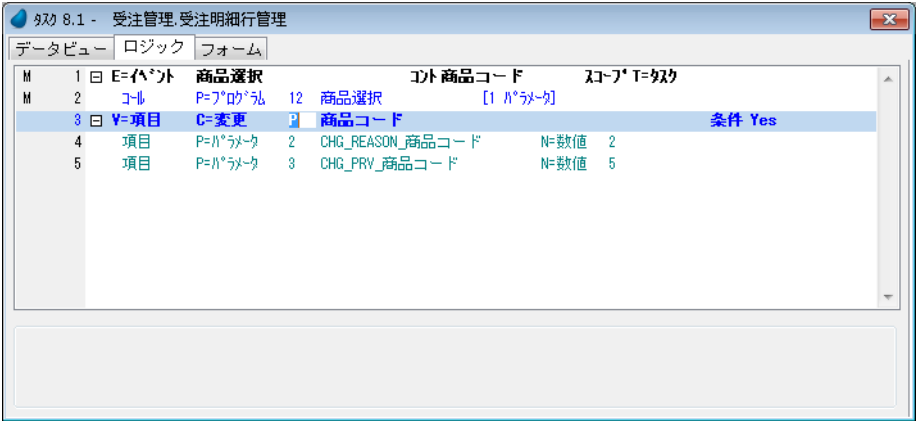 ﾀｽｸ 8.1 - 受注管理.受注明細行管理
データビュー ロジック フォーム
M 1 E=ｲﾍﾞﾝﾄ 商品選択 ｺﾝﾄ 商品コード ｽｺｰﾌﾟ T=ﾀｽｸ
M 2 ｺｰﾙ P=ﾌﾟﾛｸﾞﾗﾑ 12 商品選択 [1 ﾊﾟﾗﾒｰﾀ]
3 V=項目 C=変更 P 商品コード 条件 Yes
4 項目 P=ﾊﾟﾗﾒｰﾀ 2 CHG_REASON_商品コード N=数値 2
5 項目 P=ﾊﾟﾗﾒｰﾀ 3 CHG_PRV_商品コード N=数値 5